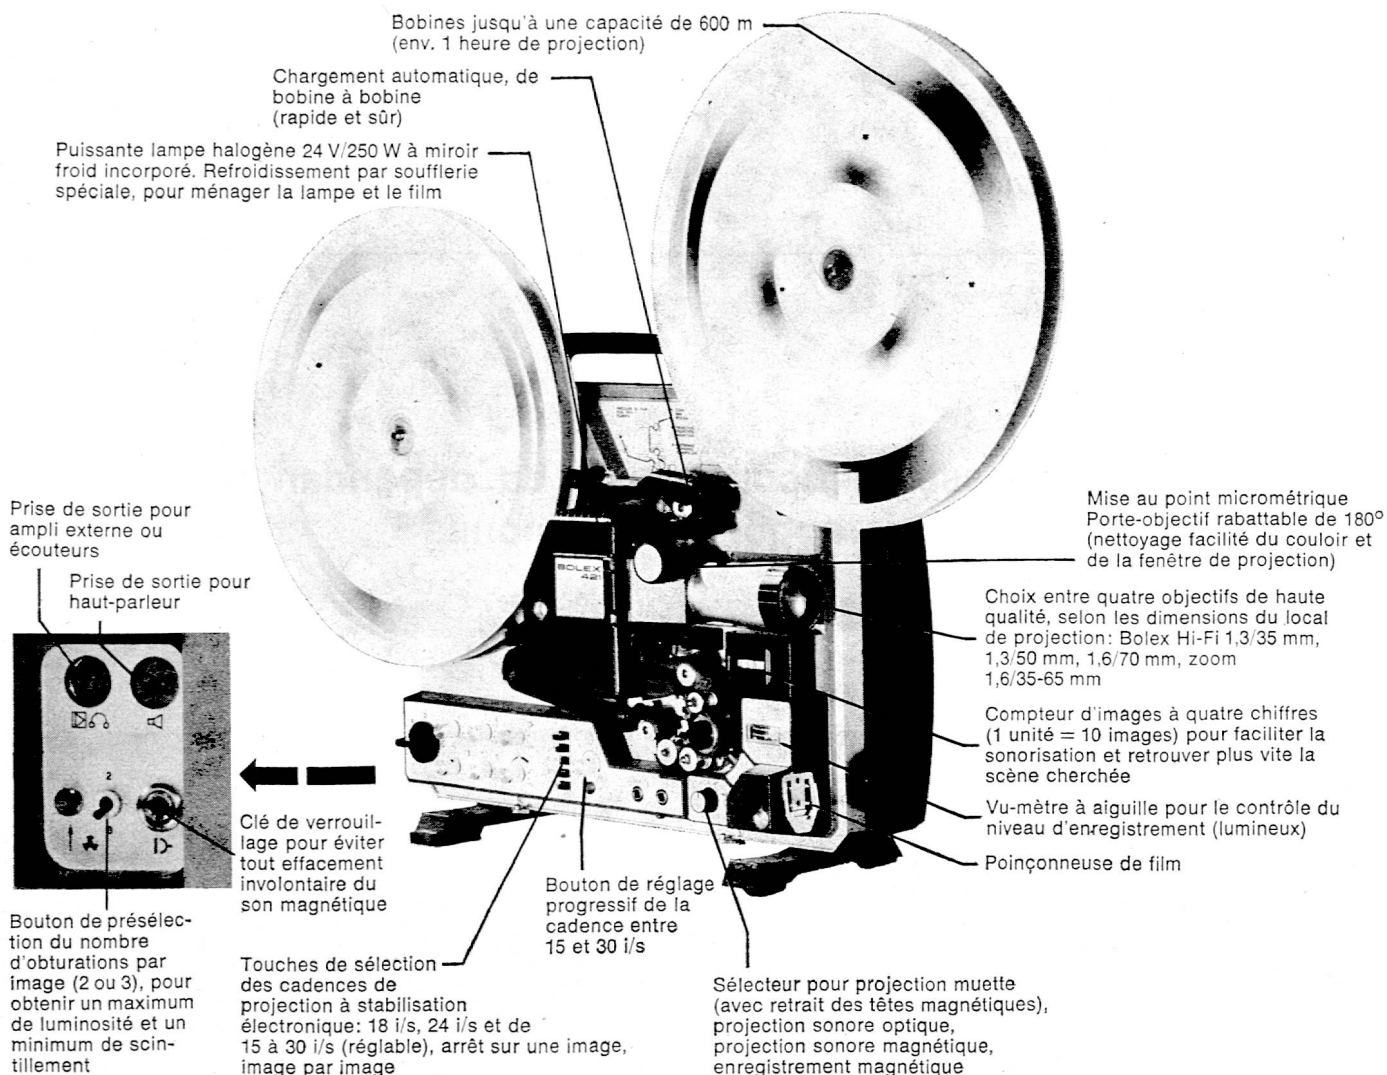 Bobines jusqu'à une capacité de 600 m
(env. 1 heure de projection)
Chargement automatique, de
bobine à bobine
(rapide et sûr)
Puissante lampe halogène 24 V/250 W à miroir
froid incorporé. Refroidissement par soufflerie
spéciale, pour ménager la lampe et le film
Prise de sortie pour
ampli externe ou
écouteurs
Prise de sortie pour
haut-parleur
BOLEX
421
Mise au point micrométrique
Porte-objectif rabattable de 180°
(nettoyage facilité du couloir et
de la fenêtre de projection)
Choix entre quatre objectifs de haute
qualité, selon les dimensions du local
de projection: Bolex Hi-Fi 1,3/35 mm,
1,3/50 mm, 1,6/70 mm, zoom
1,6/35-65 mm
Compteur d'images à quatre chiffres
(1 unité = 10 images) pour faciliter la
sonorisation et retrouver plus vite la
scène cherchée
Vu-mètre à aiguille pour le contrôle du
niveau d'enregistrement (lumineux)
Poinçonneuse de film
2
3
Clé de verrouil-
lage pour éviter
tout effacement
involontaire du
son magnétique
Bouton de présélec-
tion du nombre
d'obturations par
image (2 ou 3), pour
obtenir un maximum
de luminosité et un
minimum de scin-
tillement
Touches de sélection
des cadences de
projection à stabilisation
électronique: 18 i/s, 24 i/s et de
15 à 30 i/s (réglable), arrêt sur une image,
image par image
Bouton de réglage
progressif de la
cadence entre
15 et 30 i/s
Sélecteur pour projection muette
(avec retrait des têtes magnétiques),
projection sonore optique,
projection sonore magnétique,
enregistrement magnétique